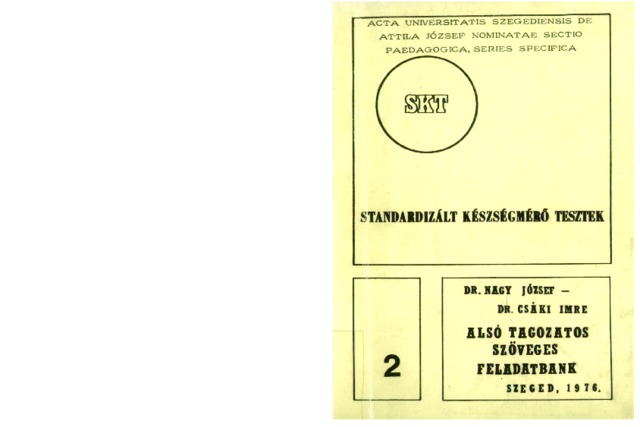 ACTA UNIVERSITATIS SZEGEDIENSIS DE
ATTILA JÓZSEF NOMINATAE SECTIO
PAEDAGOGICA, SERIES SPECIFICA
SKT
STANDARDIZÁLT KÉSZSÉGMÉRŐ TESZTEK
2
DR. NAGY JÓZSEF —
DR. CSÁKI IMRE
ALSÓ TAGOZATOS
SZÖVEGES
FELADATBANK
SZEGED, 1976.